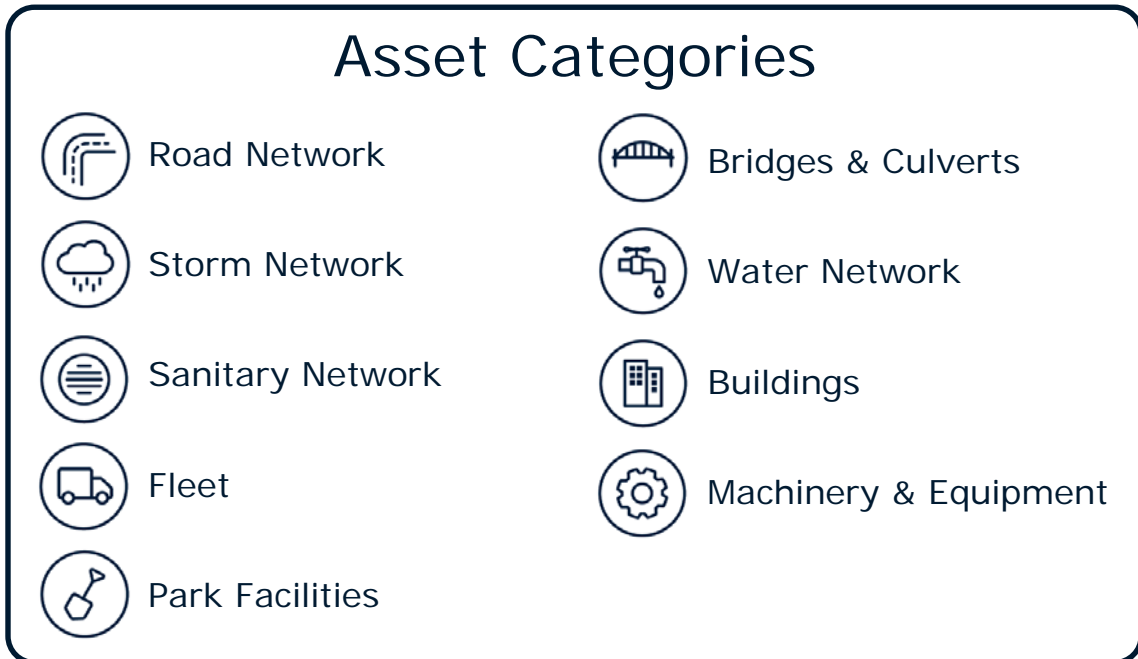 Asset Categories
Road Network
Bridges & Culverts
Storm Network
Water Network
Sanitary Network
Buildings
Fleet
Machinery & Equipment
Park Facilities